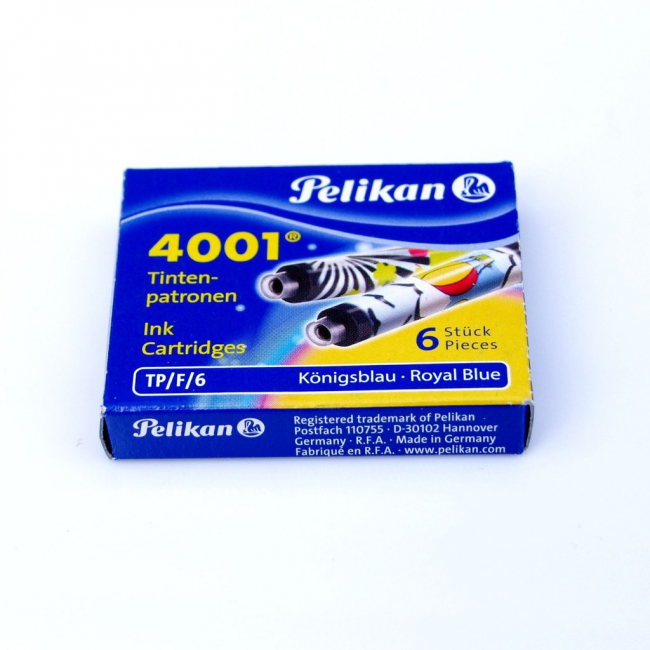 Pelikan
4001®
Tinten-
patronen
Ink
Cartridges
6 Stück
Pieces
TP/F/6
Königsblau · Royal Blue
Pelikan
Registered trademark of Pelikan
Postfach 110755 · D-30102 Hannover
Germany · R.F.A. · Made in Germany
Fabriqué en R.F.A. · www.pelikan.com